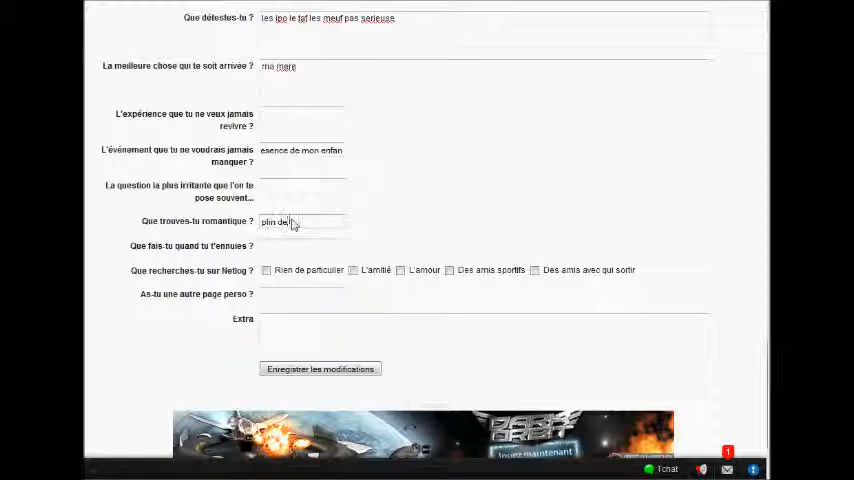 Que détestes-tu ? les ipo le taf les meuf pas serieuse
La meilleure chose qui te soit arrivée ? ma mere
L'expérience que tu ne veux jamais
revivre ?
L'événement que tu ne voudrais jamais
manquer ? esence de mon enfan
La question la plus irritante que l'on te
pose souvent...
Que trouves-tu romantique ? plin de
Que fais-tu quand tu t'ennuies ?
Que recherches-tu sur Netlog ? Rien de particulier L'amitié L'amour Des amis sportifs Des amis avec qui sortir
As-tu une autre page perso ?
Extra
Enregistrer les modifications
DARK
ORBIT
Jouez maintenant
1
Tchat